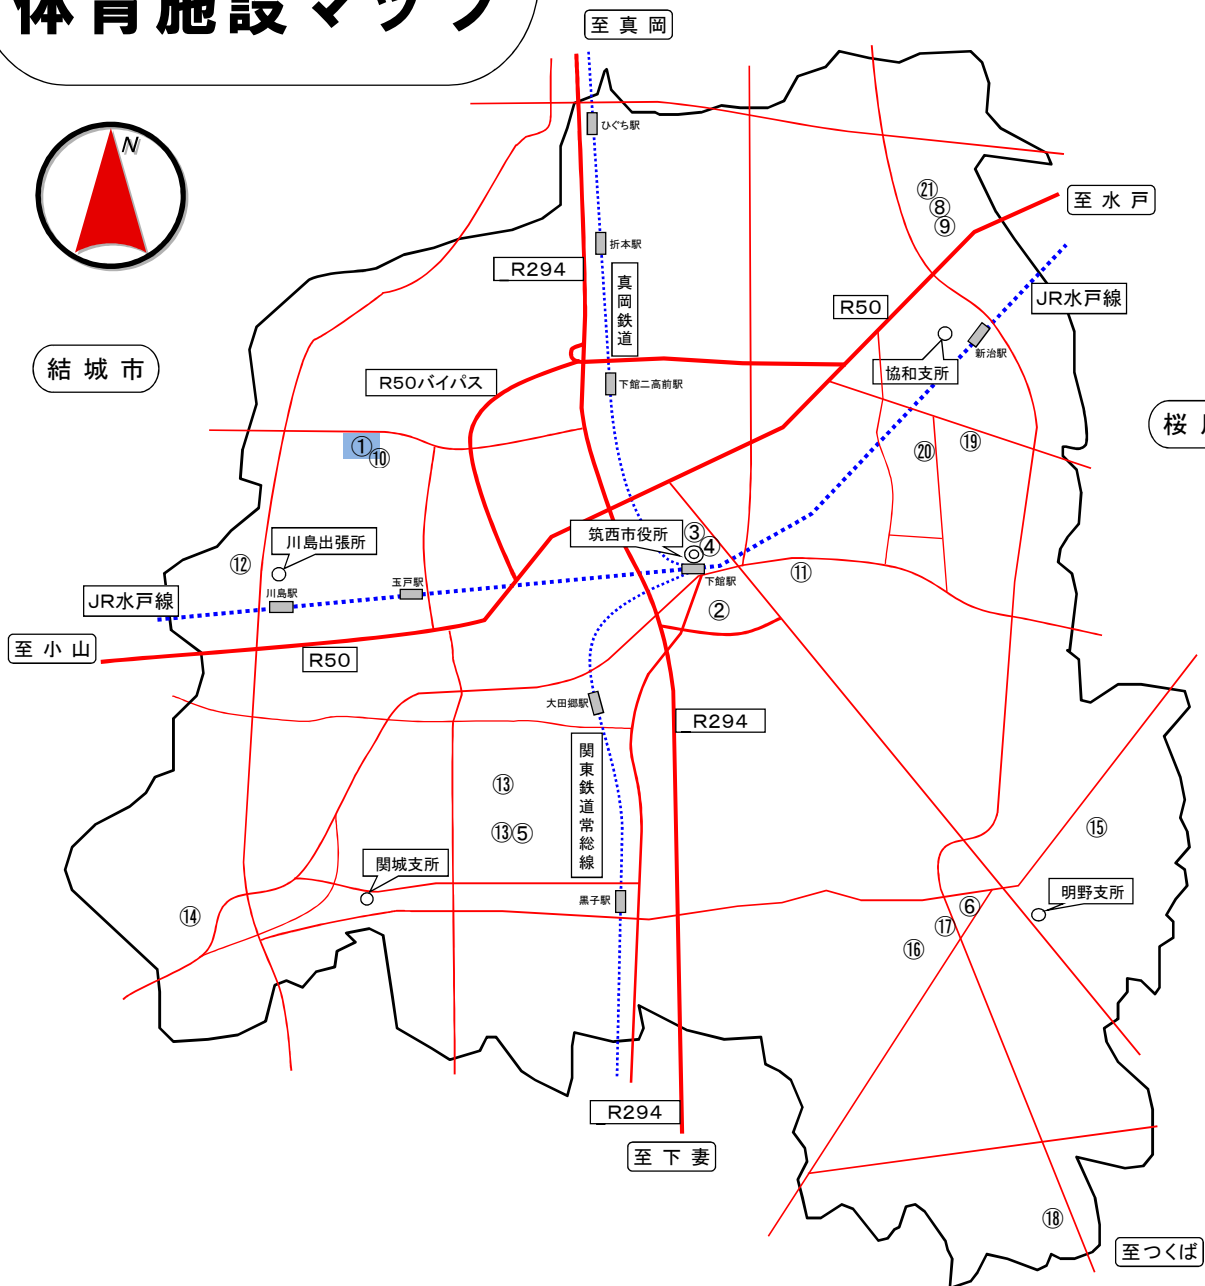 体育施設マップ
至 真 岡
N
ひぐち駅
㉑
⑧
⑨
至 水 戸
折本駅
R294
真岡鉄道
R50
JR水戸線
新治駅
協和支所
結 城 市
R50バイパス
下館二高前駅
桜
①
⑩
⑳
⑲
筑西市役所
③
④
川島出張所
⑫
玉戸駅
川島駅
下館駅
⑪
JR水戸線
②
至 小 山
R50
大田郷駅
R294
関東鉄道常総線
⑬
⑬⑤
⑮
関城支所
明野支所
黒子駅
⑥
⑭
⑰
⑯
R294
至 下 妻
⑱
至つくば